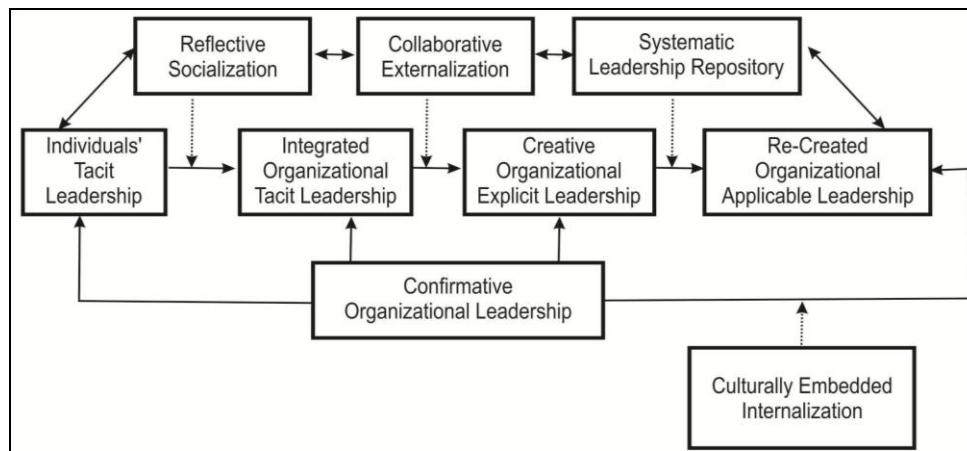 Reflective
Socialization
Collaborative
Externalization
Systematic
Leadership Repository
Individuals'
Tacit
Leadership
Integrated
Organizational
Tacit Leadership
Creative
Organizational
Explicit Leadership
Re-Created
Organizational
Applicable Leadership
Confirmative
Organizational Leadership
Culturally Embedded
Internalization